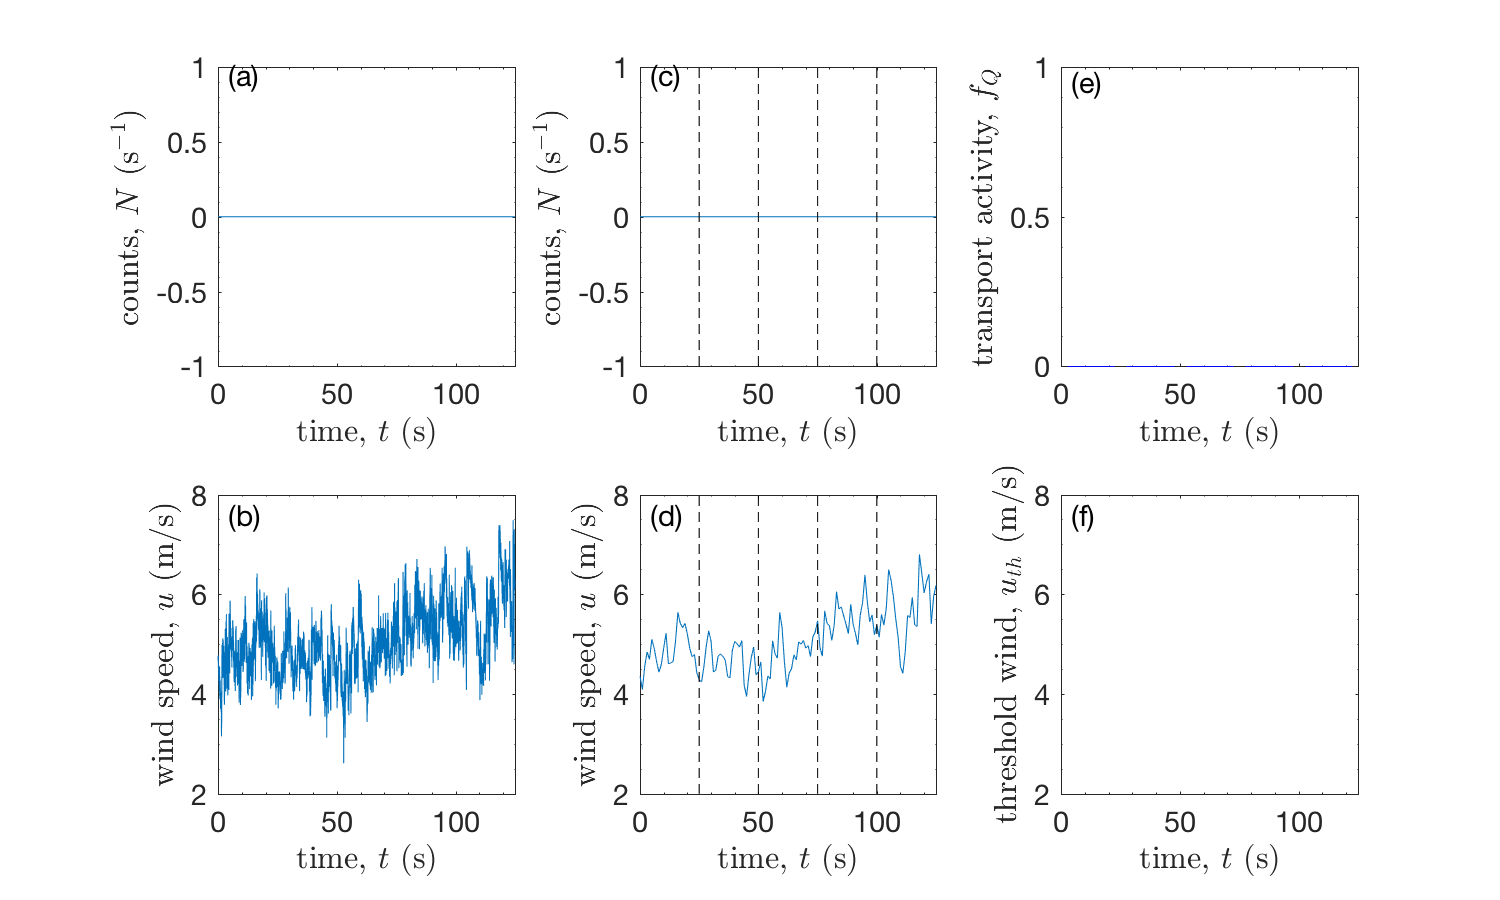 (a)
1
0.5
0
-0.5
-1
0 50 100
time, t (s)
counts, N (s⁻¹)
(c)
1
0.5
0
-0.5
-1
0 50 100
time, t (s)
counts, N (s⁻¹)
(e)
1
0.5
0
0 50 100
time, t (s)
transport activity, f_Q
(b)
8
6
4
2
0 50 100
time, t (s)
wind speed, u (m/s)
(d)
8
6
4
2
0 50 100
time, t (s)
wind speed, u (m/s)
(f)
8
6
4
2
0 50 100
time, t (s)
threshold wind, u_th (m/s)